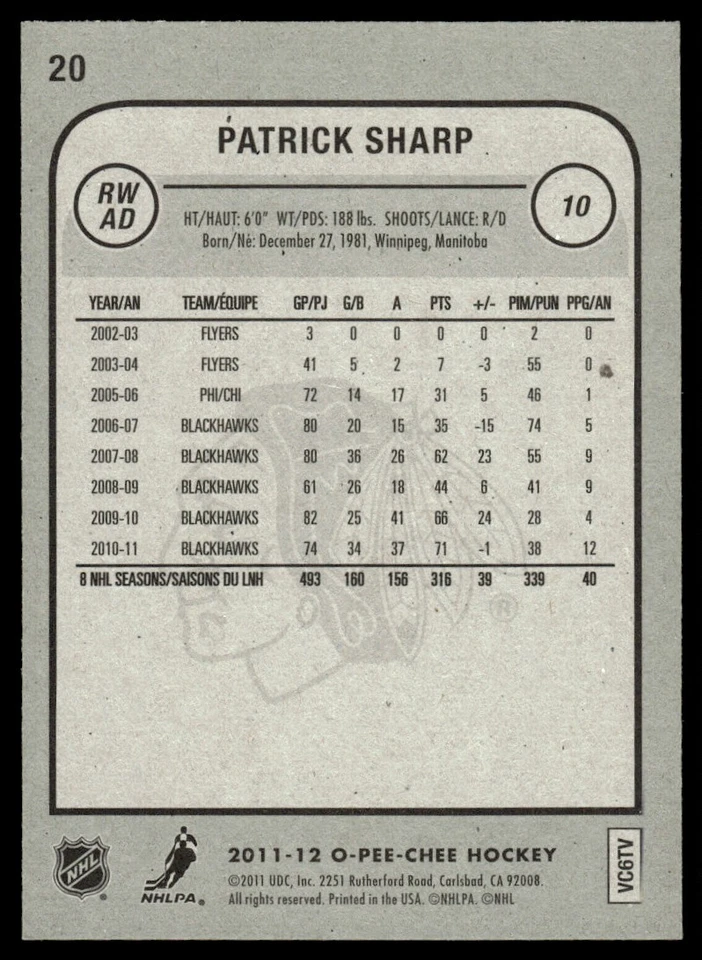 20
PATRICK SHARP
RW
AD
10
HT/HAUT: 6'0" WT/PDS: 188 lbs. SHOOTS/LANCE: R/D
Born/Né: December 27, 1981, Winnipeg, Manitoba
YEAR/AN TEAM/ÉQUIPE GP/PJ G/B A PTS +/- PIM/PUN PPG/AN
2002-03 FLYERS 3 0 0 0 0 2 0
2003-04 FLYERS 41 5 2 7 -3 55 0
2005-06 PHI/CHI 72 14 17 31 5 46 1
2006-07 BLACKHAWKS 80 20 15 35 -15 74 5
2007-08 BLACKHAWKS 80 36 26 62 23 55 9
2008-09 BLACKHAWKS 61 26 18 44 6 41 9
2009-10 BLACKHAWKS 82 25 41 66 24 28 4
2010-11 BLACKHAWKS 74 34 37 71 -1 38 12
8 NHL SEASONS/SAISONS DU LNH 493 160 156 316 39 339 40
®
NHL ®
NHLPA®
2011-12 O-PEE-CHEE HOCKEY
©2011 UDC, Inc. 2251 Rutherford Road, Carlsbad, CA 92008.
All rights reserved. Printed in the USA. ©NHLPA. ©NHL
VC6TV